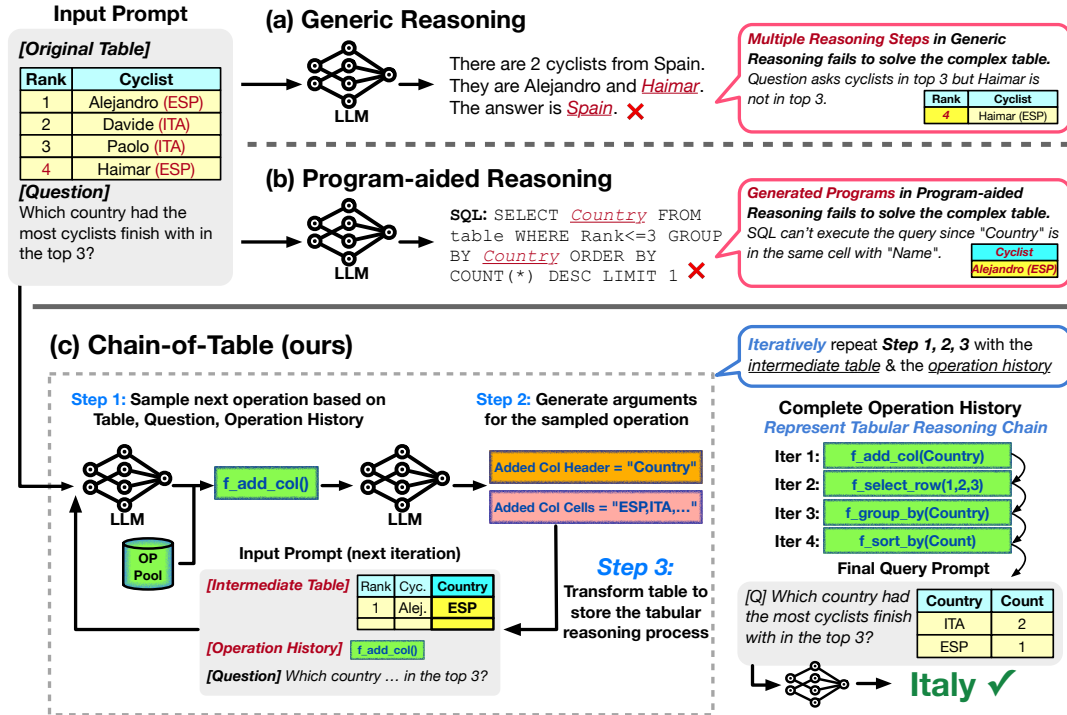 Input Prompt
[Original Table]
Rank Cyclist
1 Alejandro (ESP)
2 Davide (ITA)
3 Paolo (ITA)
4 Haimar (ESP)
[Question]
Which country had the
most cyclists finish with in
the top 3?
(a) Generic Reasoning
LLM
There are 2 cyclists from Spain.
They are Alejandro and Haimar.
The answer is Spain.
Multiple Reasoning Steps in Generic
Reasoning fails to solve the complex table.
Question asks cyclists in top 3 but Haimar is
not in top 3.
Rank Cyclist
4 Haimar (ESP)
(b) Program-aided Reasoning
LLM
SQL: SELECT Country FROM
table WHERE Rank<=3 GROUP
BY Country ORDER BY
COUNT(*) DESC LIMIT 1
Generated Programs in Program-aided
Reasoning fails to solve the complex table.
SQL can't execute the query since "Country" is
in the same cell with "Name".
Cyclist
Alejandro (ESP)
(c) Chain-of-Table (ours)
Iteratively repeat Step 1, 2, 3 with the
intermediate table & the operation history
Step 1: Sample next operation based on
Table, Question, Operation History
LLM
OP
Pool
f_add_col()
LLM
Step 2: Generate arguments
for the sampled operation
Added Col Header = "Country"
Added Col Cells = "ESP,ITA,..."
Step 3:
Transform table to
store the tabular
reasoning process
Input Prompt (next iteration)
[Intermediate Table]
Rank Cyc. Country
1 Alej. ESP
[Operation History] f_add_col()
[Question] Which country ... in the top 3?
Complete Operation History
Represent Tabular Reasoning Chain
Iter 1: f_add_col(Country)
Iter 2: f_select_row(1,2,3)
Iter 3: f_group_by(Country)
Iter 4: f_sort_by(Count)
Final Query Prompt
[Q] Which country had
the most cyclists finish
with in the top 3?
Country Count
ITA 2
ESP 1
Italy ✓